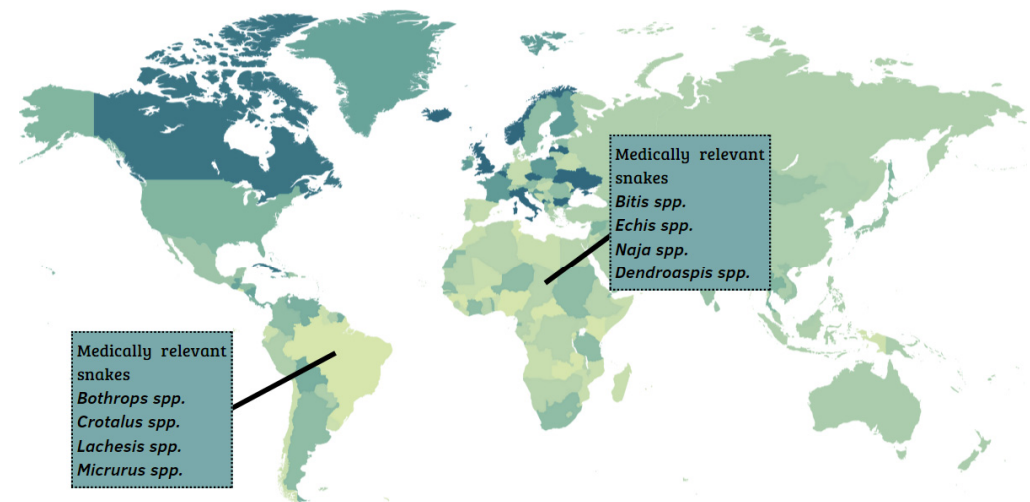 Medically relevant
snakes
Bitis spp.
Echis spp.
Naja spp.
Dendroaspis spp.
Medically relevant
snakes
Bothrops spp.
Crotalus spp.
Lachesis spp.
Micrurus spp.